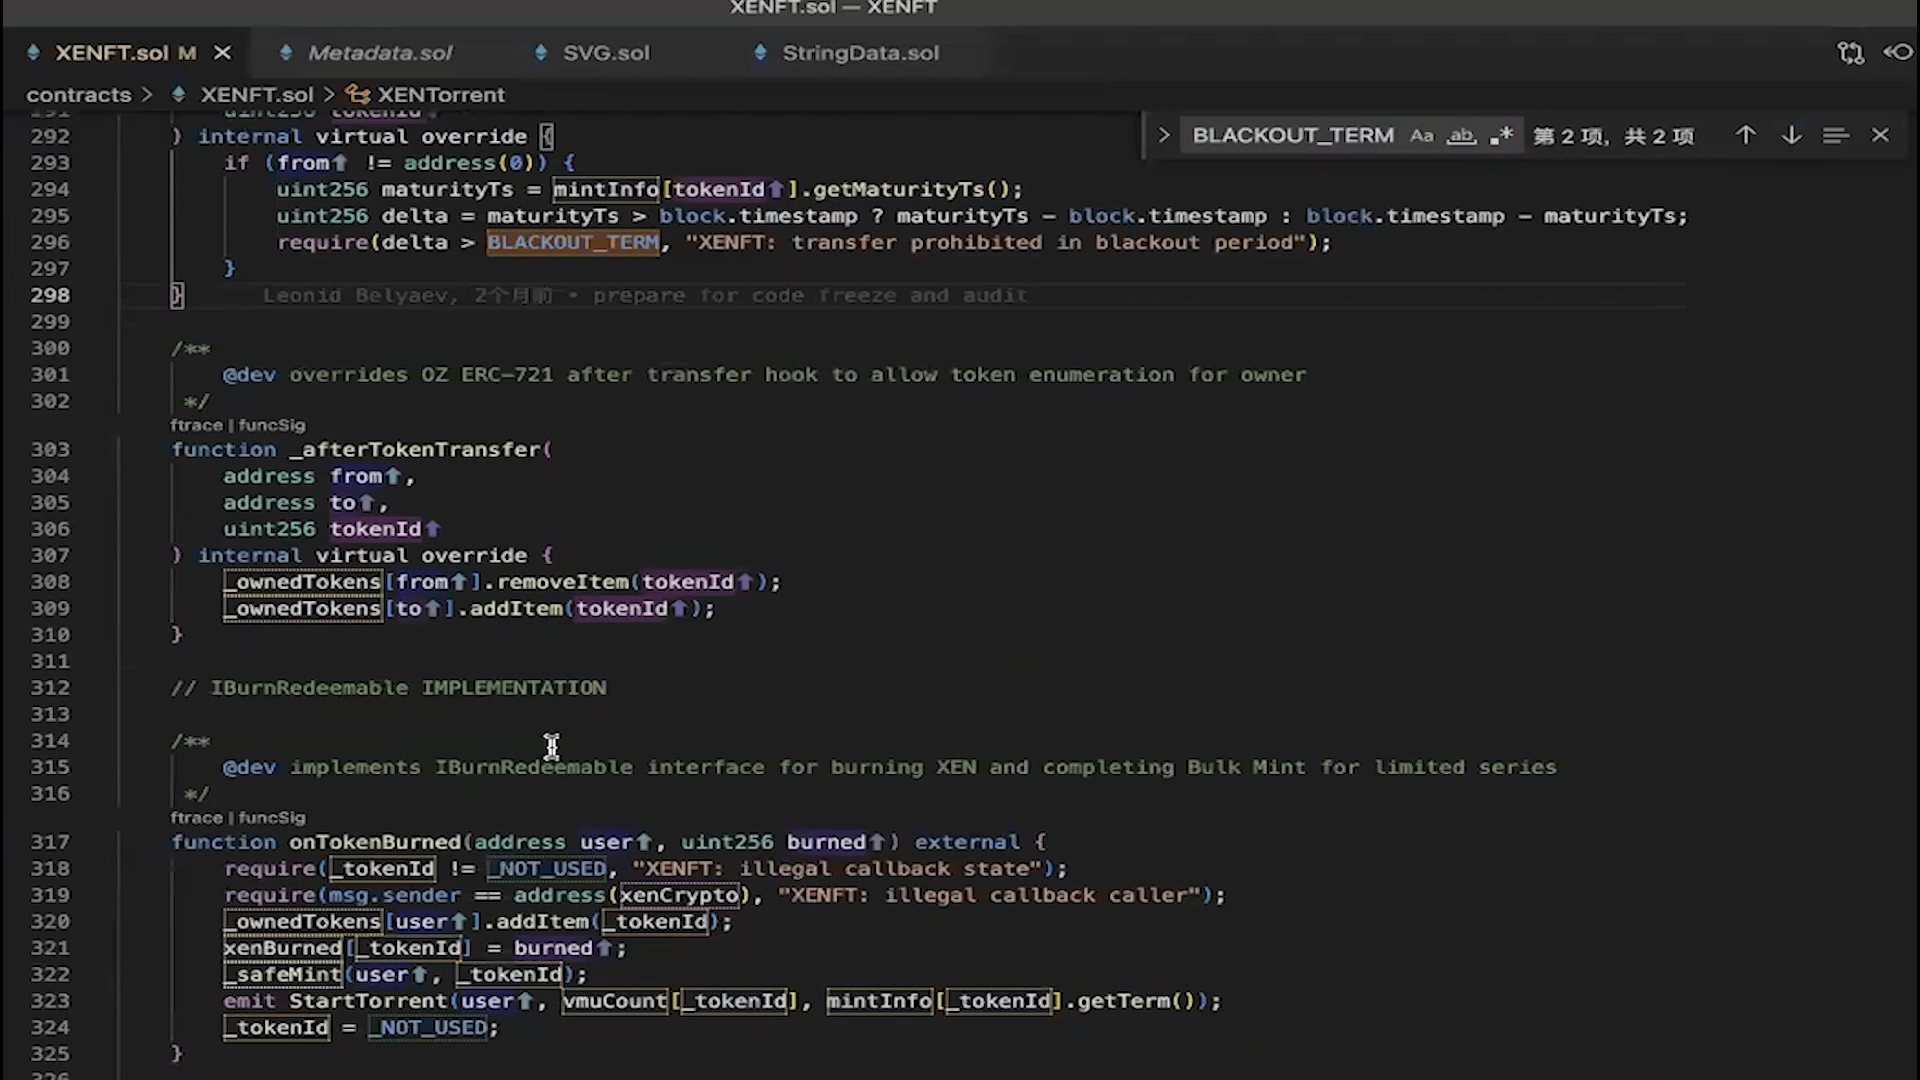 XENFT.sol — XENFT
XENFT.sol M
Metadata.sol
SVG.sol
StringData.sol
contracts > XENFT.sol > XENTorrent
BLACKOUT_TERM Aa ab .* 第 2 项, 共 2 项
291 uint256 tokenId↑
292 ) internal virtual override {
293 if (from↑ != address(0)) {
294 uint256 maturityTs = mintInfo[tokenId↑].getMaturityTs();
295 uint256 delta = maturityTs > block.timestamp ? maturityTs - block.timestamp : block.timestamp - maturityTs;
296 require(delta > BLACKOUT_TERM, "XENFT: transfer prohibited in blackout period");
297 }
298 } Leonid Belyaev, 2个月前 • prepare for code freeze and audit
299
300 /**
301 @dev overrides OZ ERC-721 after transfer hook to allow token enumeration for owner
302 */
ftrace | funcSig
303 function _afterTokenTransfer(
304 address from↑,
305 address to↑,
306 uint256 tokenId↑
307 ) internal virtual override {
308 _ownedTokens[from↑].removeItem(tokenId↑);
309 _ownedTokens[to↑].addItem(tokenId↑);
310 }
311
312 // IBurnRedeemable IMPLEMENTATION
313
314 /**
315 @dev implements IBurnRedeemable interface for burning XEN and completing Bulk Mint for limited series
316 */
ftrace | funcSig
317 function onTokenBurned(address user↑, uint256 burned↑) external {
318 require(_tokenId != _NOT_USED, "XENFT: illegal callback state");
319 require(msg.sender == address(xenCrypto), "XENFT: illegal callback caller");
320 _ownedTokens[user↑].addItem(_tokenId);
321 xenBurned[_tokenId] = burned↑;
322 _safeMint(user↑, _tokenId);
323 emit StartTorrent(user↑, vmuCount[_tokenId], mintInfo[_tokenId].getTerm());
324 _tokenId = _NOT_USED;
325 }
326